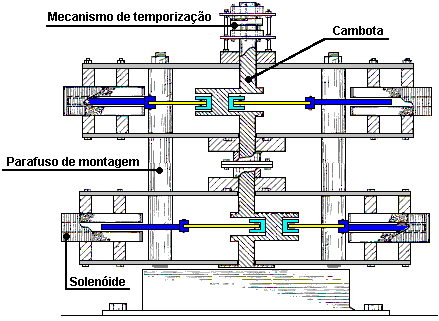 Mecanismo de temporização
Cambota
Parafuso de montagem
Solenóide